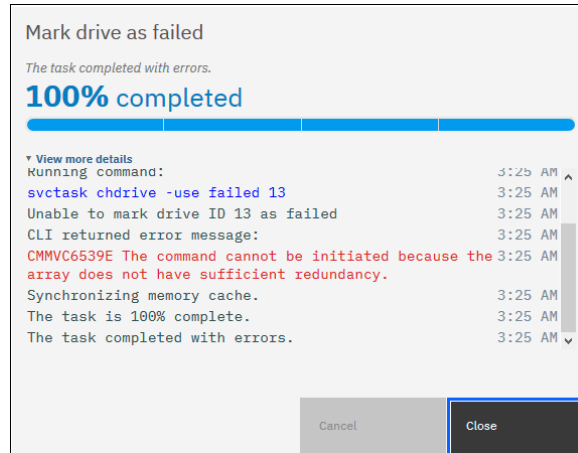 Mark drive as failed
The task completed with errors.
100% completed
View more details
Running command: 3:25 AM
svctask chdrive -use failed 13 3:25 AM
Unable to mark drive ID 13 as failed 3:25 AM
CLI returned error message: 3:25 AM
CMMVC6539E The command cannot be initiated because the 3:25 AM
array does not have sufficient redundancy.
Synchronizing memory cache. 3:25 AM
The task is 100% complete. 3:25 AM
The task completed with errors. 3:25 AM
Cancel Close